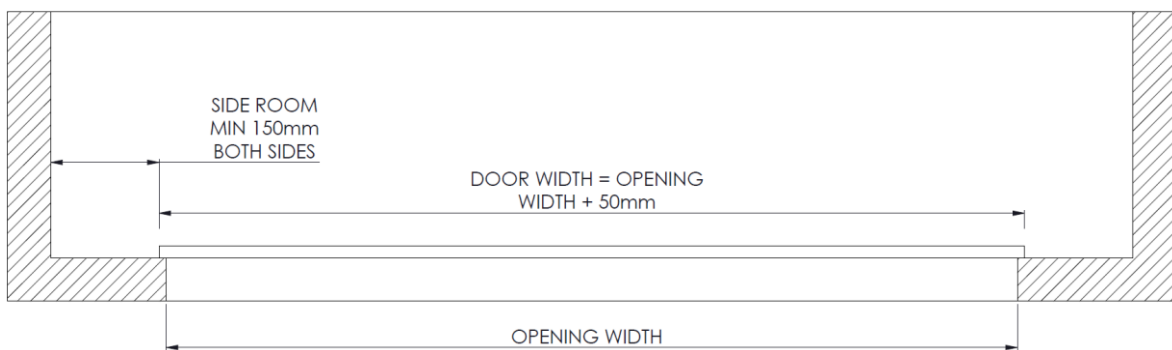 SIDE ROOM
MIN 150mm
BOTH SIDES
DOOR WIDTH = OPENING
WIDTH + 50mm
OPENING WIDTH